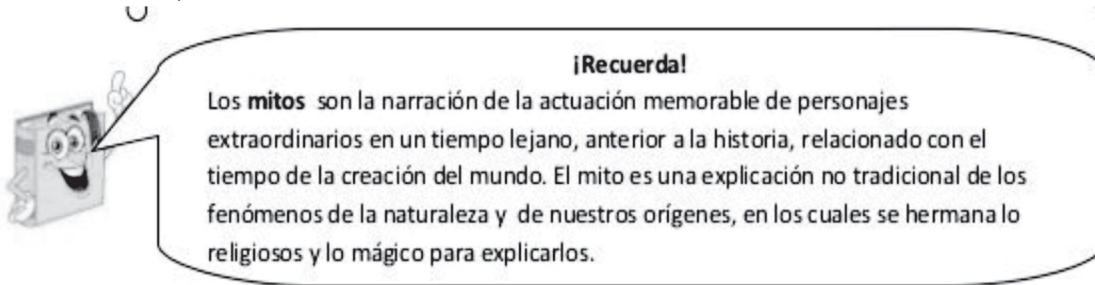 ¡Recuerda!
Los mitos son la narración de la actuación memorable de personajes
extraordinarios en un tiempo lejano, anterior a la historia, relacionado con el
tiempo de la creación del mundo. El mito es una explicación no tradicional de los
fenómenos de la naturaleza y de nuestros orígenes, en los cuales se hermana lo
religiosos y lo mágico para explicarlos.